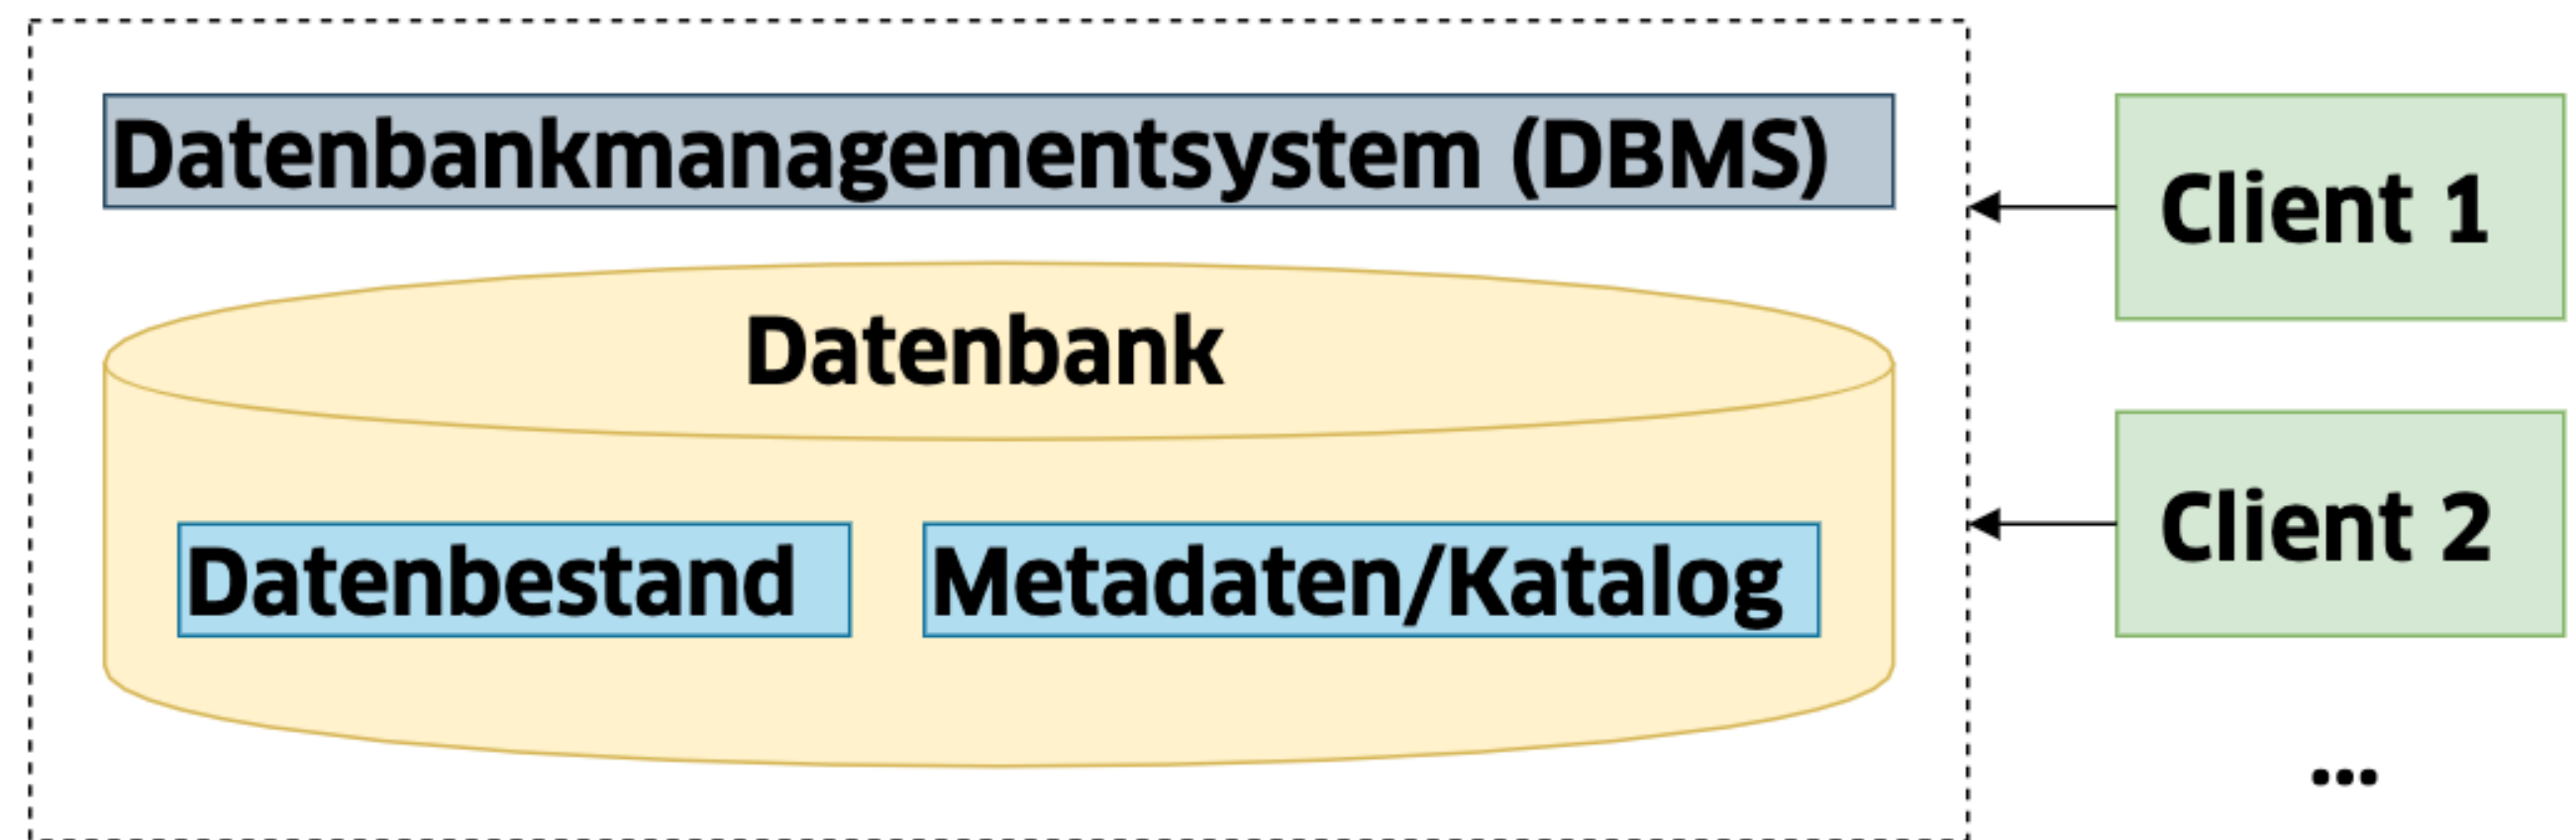 Datenbankmanagementsystem (DBMS)
Client 1
Datenbank
Client 2
Datenbestand
Metadaten/Katalog
...